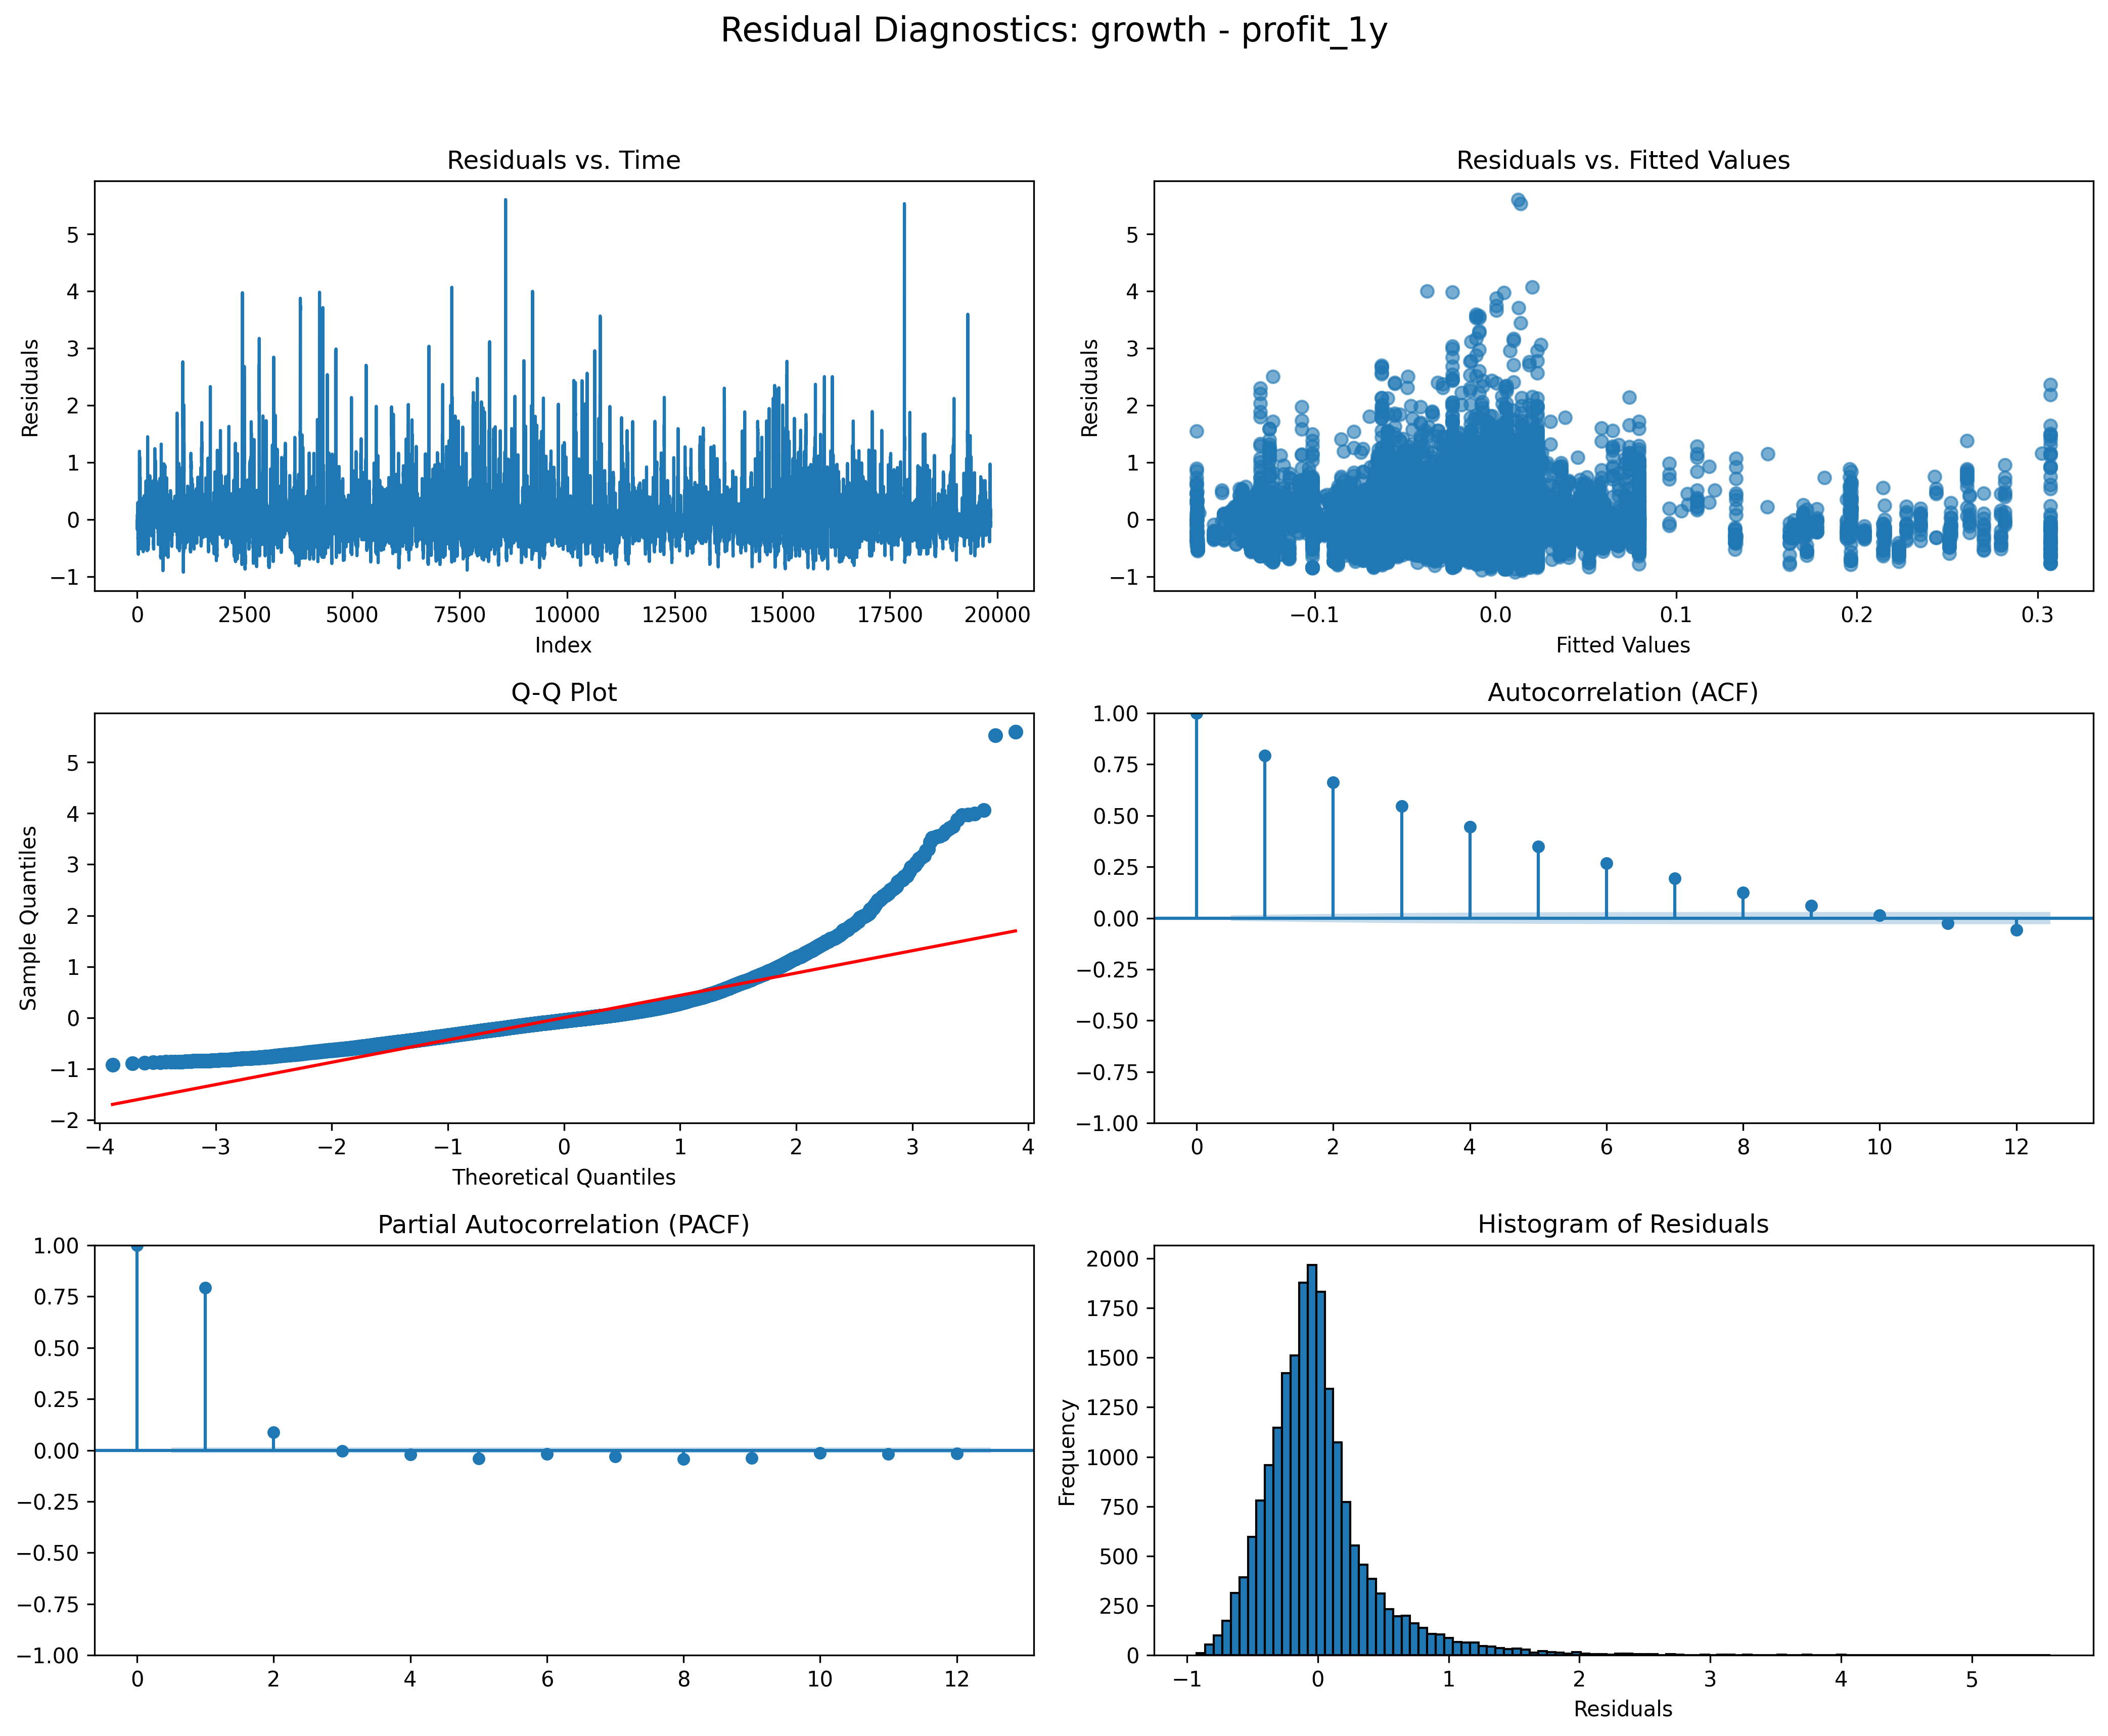 Residual Diagnostics: growth - profit_1y
Residuals vs. Time
Residuals
5
4
3
2
1
0
−1
0 2500 5000 7500 10000 12500 15000 17500 20000
Index
Residuals vs. Fitted Values
Residuals
5
4
3
2
1
0
−1
−0.1 0.0 0.1 0.2 0.3
Fitted Values
Q-Q Plot
Sample Quantiles
5
4
3
2
1
0
−1
−2
−4 −3 −2 −1 0 1 2 3 4
Theoretical Quantiles
Autocorrelation (ACF)
1.00
0.75
0.50
0.25
0.00
−0.25
−0.50
−0.75
−1.00
0 2 4 6 8 10 12
Partial Autocorrelation (PACF)
1.00
0.75
0.50
0.25
0.00
−0.25
−0.50
−0.75
−1.00
0 2 4 6 8 10 12
Histogram of Residuals
Frequency
2000
1750
1500
1250
1000
750
500
250
0
−1 0 1 2 3 4 5
Residuals